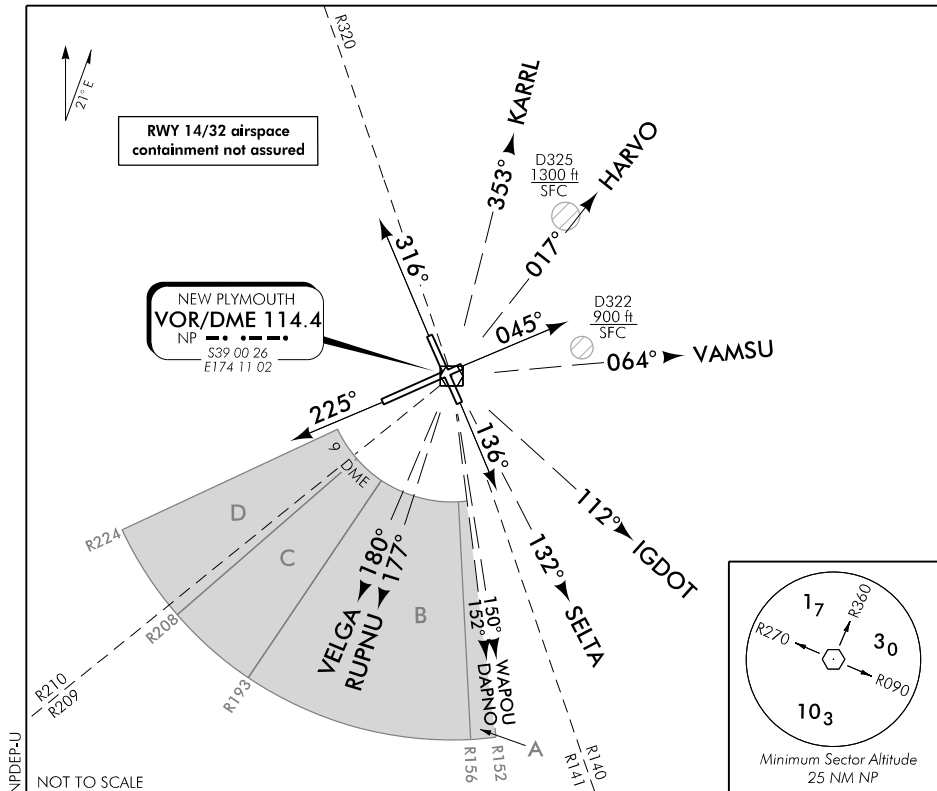 R320
21° E
RWY 14/32 airspace
containment not assured
353° KARRL
D325
1300 ft
SFC
017° HARVO
316°
NEW PLYMOUTH
VOR/DME 114.4
NP
S39 00 26
E174 11 02
045°
D322
900 ft
SFC
064° VAMSU
225°
136°
9 DME
112° IGDOT
132° SELTA
R224
D
C
B
180° VELGA
177° RUPNU
150° WAPOU
152° DAPNO
R208
R210
R209
R193
R156
R152
A
R140
R141
17
R360
R270
30
R090
103
Minimum Sector Altitude
25 NM NP
NPDEP-U
NOT TO SCALE